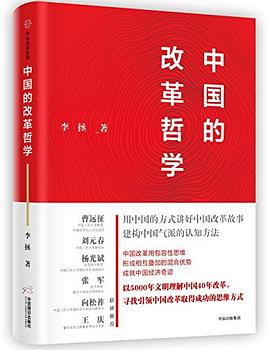 中国的
改革哲学
李拯 著
用中国的方式讲好中国改革故事
建构中国气派的认知方法
曹远征
刘元春
杨光斌
张军
向松祚
王庆
中国改革用包容性思维
形成相互叠加的混合优势
成就中国经济奇迹
以5000年文明理解中国40年改革，
寻找引领中国改革取得成功的思维方式
中国的改革哲学
李拯 著
中信出版集团